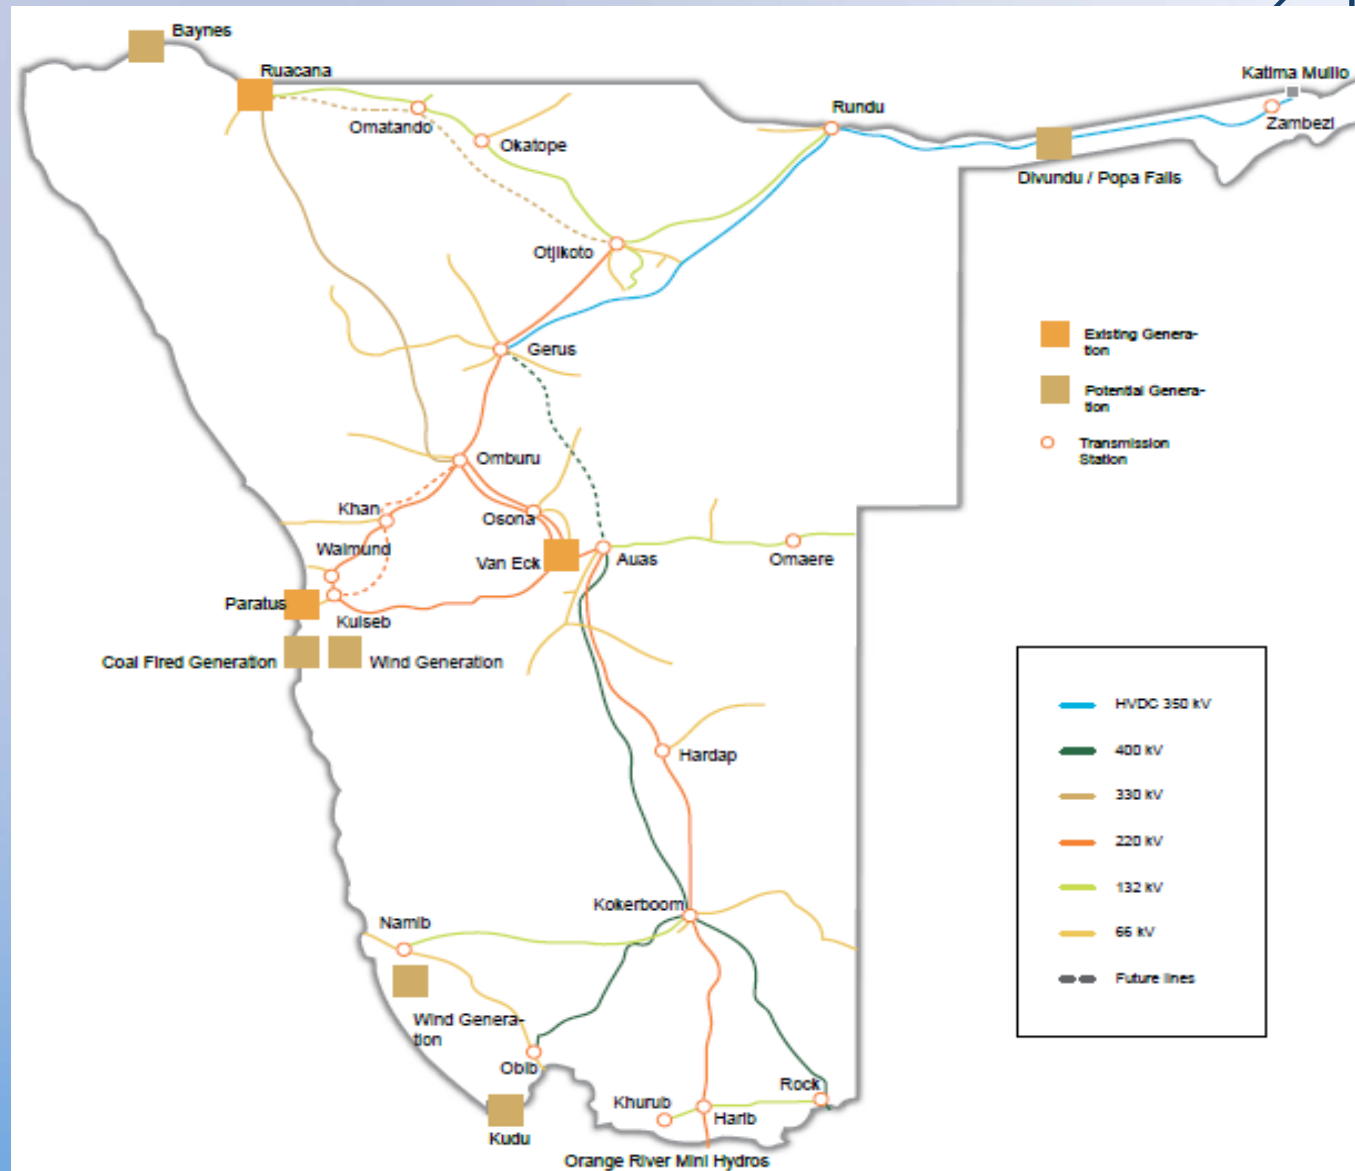 Baynes
Ruacana
Katima Mulilo
Rundu
Zambezi
Omatando
Okatope
Divundu / Popa Falls
Otjikoto
Gerus
Existing Genera-
tion
Potential Genera-
tion
Transmission
Station
Omburu
Khan
Osona
Walmund
Van Eck
Auas
Omaere
Paratus
Kuiseb
Coal Fired Generation
Wind Generation
HVDC 350 kV
400 kV
330 kV
220 kV
132 kV
66 kV
Future lines
Hardap
Kokerboom
Namib
Wind Genera-
tion
Obib
Rock
Khurub
Harib
Kudu
Orange River Mini Hydros